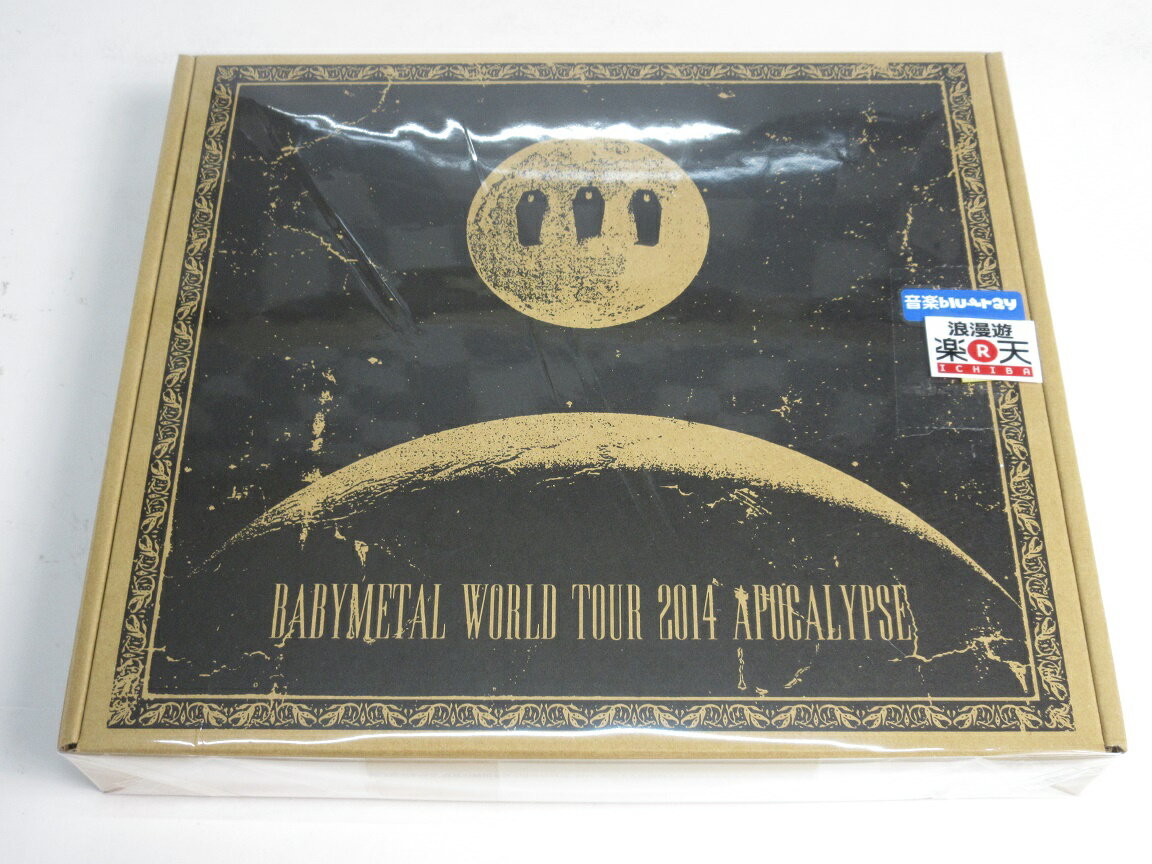 音楽blu-ray
浪漫遊
楽R天
ICHIBA
BABYMETAL WORLD TOUR 2014 APOCALYPSE